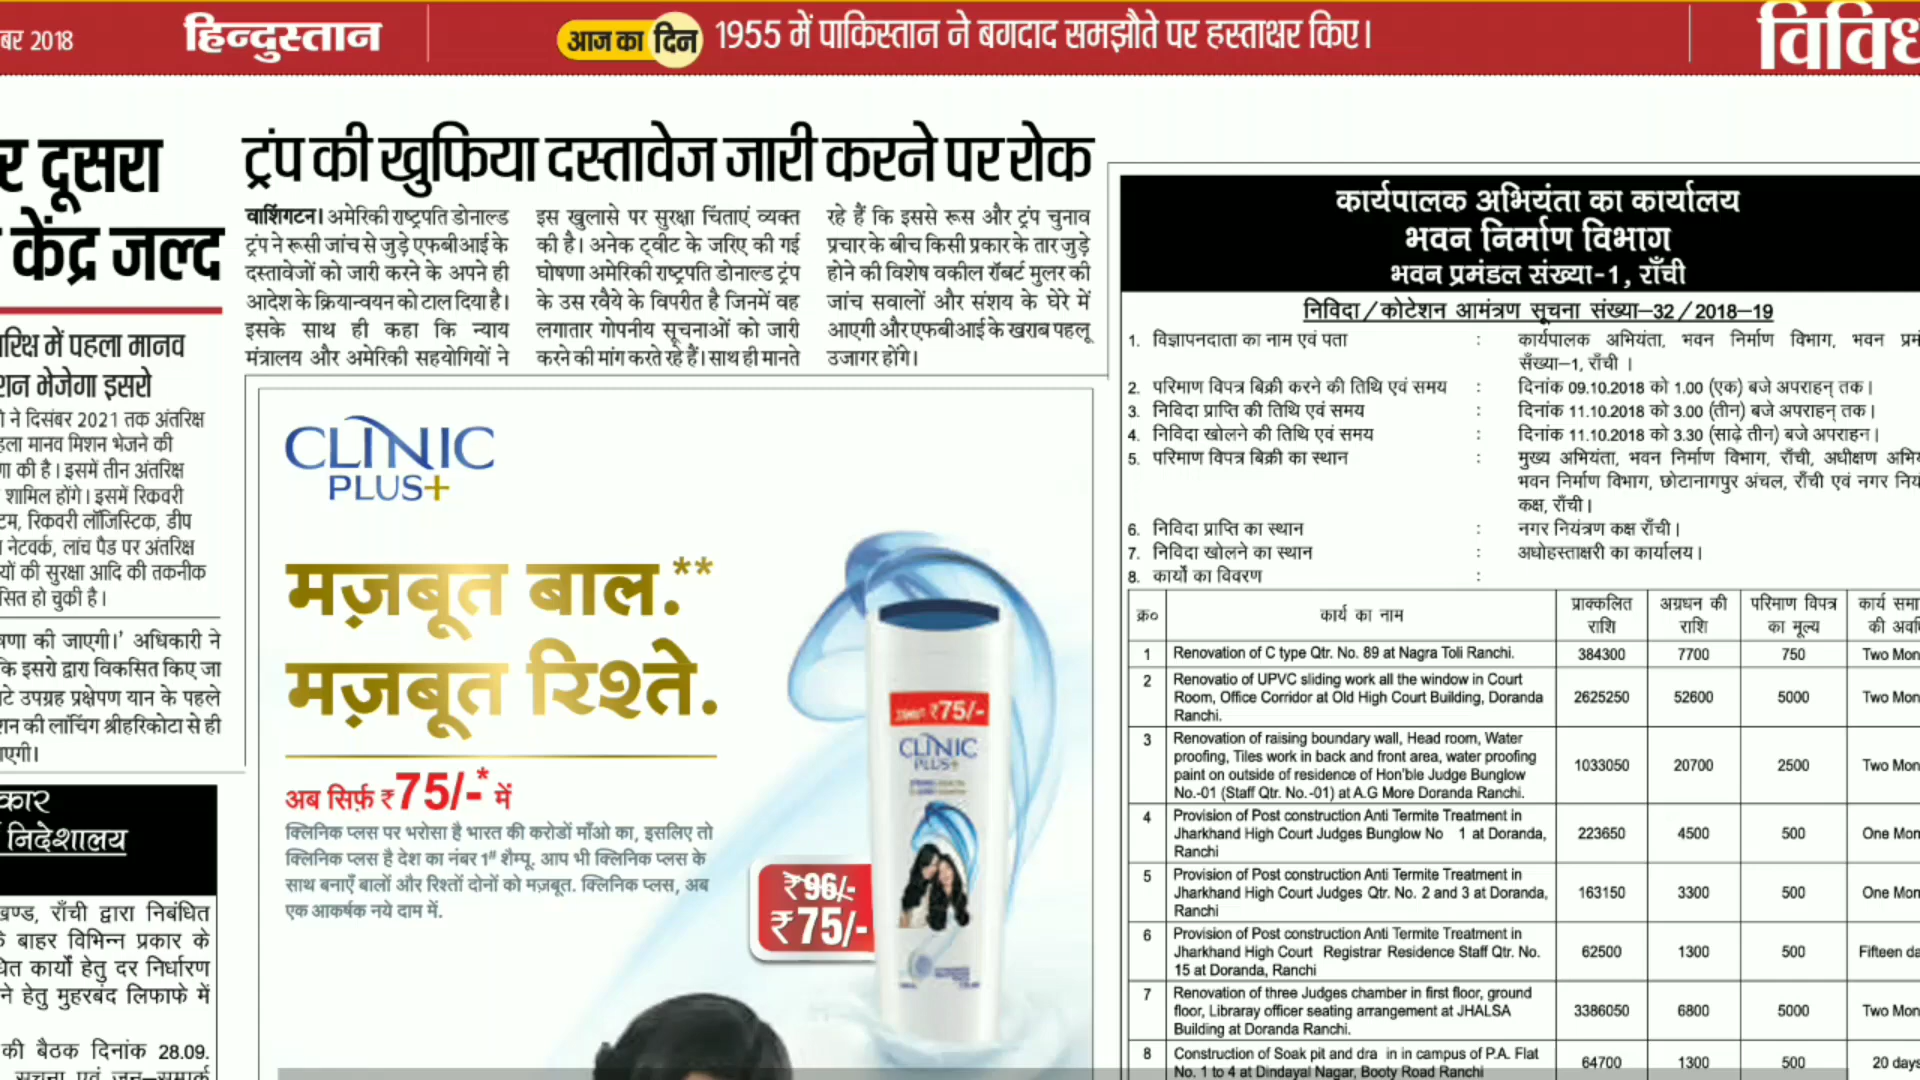 2018
हिन्दुस्तान
आज का दिन 1955 में पाकिस्तान ने बगदाद समझौते पर हस्ताक्षर किए।
दूसरा
केंद्र जल्द
में पहला मानव
भेजेगा इसरो
ने दिसंबर 2021 तक अंतरिक्ष
मानव मिशन भेजने की
की है। इसमें तीन अंतरिक्ष
शामिल होंगे। इसमें रिकवरी
रिकवरी लॉजिस्टिक, डीप
नेटवर्क, लांच पैड पर अंतरिक्ष
की सुरक्षा आदि की तकनीक
हो चुकी है।
की जाएगी।' अधिकारी ने
कि इसरो द्वारा विकसित किए जा
उपग्रह प्रक्षेपण यान के पहले
की लांचिंग श्रीहरिकोटा से ही
निदेशालय
राँची द्वारा निबंधित
बाहर विभिन्न प्रकार के
कार्यों हेतु दर निर्धारण
हेतु मुहरबंद लिफाफे में
की बैठक दिनांक 28.09.
ट्रंप की खुफिया दस्तावेज जारी करने पर रोक
वाशिंगटन। अमेरिकी राष्ट्रपति डोनाल्ड
ट्रंप ने रूसी जांच से जुड़े एफबीआई के
दस्तावेजों को जारी करने के अपने ही
आदेश के क्रियान्वयन को टाल दिया है।
इसके साथ ही कहा कि न्याय
मंत्रालय और अमेरिकी सहयोगियों ने
इस खुलासे पर सुरक्षा चिंताएं व्यक्त
की है। अनेक ट्वीट के जरिए की गई
घोषणा अमेरिकी राष्ट्रपति डोनाल्ड ट्रंप
के उस रवैये के विपरीत है जिनमें वह
लगातार गोपनीय सूचनाओं को जारी
करने की मांग करते रहे हैं। साथ ही मानते
रहे हैं कि इससे रूस और ट्रंप चुनाव
प्रचार के बीच किसी प्रकार के तार जुड़े
होने की विशेष वकील रॉबर्ट मुलर की
जांच सवालों और संशय के घेरे में
आएगी और एफबीआई के खराब पहलू
उजागर होंगे।
CLINIC
PLUS+
मज़बूत बाल.**
मज़बूत रिश्ते.
अब सिर्फ़ ₹75/-* में
क्लिनिक प्लस पर भरोसा है भारत की करोडों माँओ का, इसलिए तो
क्लिनिक प्लस है देश का नंबर 1# शैम्पू. आप भी क्लिनिक प्लस के
साथ बनाएँ बालों और रिश्तों दोनों को मज़बूत. क्लिनिक प्लस, अब
एक आकर्षक नये दाम में.
₹75/-
CLINIC
PLUS+
₹96/-
₹75/-
कार्यपालक अभियंता का कार्यालय
भवन निर्माण विभाग
भवन प्रमंडल संख्या-1, राँची
निविदा/कोटेशन आमंत्रण सूचना संख्या-32/2018-19
1. विज्ञापनदाता का नाम एवं पता : कार्यपालक अभियंता, भवन निर्माण विभाग, भवन
सँख्या-1, राँची ।
2. परिमाण विपत्र बिक्री करने की तिथि एवं समय : दिनांक 09.10.2018 को 1.00 (एक) बजे अपराहन् तक।
3. निविदा प्राप्ति की तिथि एवं समय : दिनांक 11.10.2018 को 3.00 (तीन) बजे अपराहन् तक।
4. निविदा खोलने की तिथि एवं समय : दिनांक 11.10.2018 को 3.30 (साढ़े तीन) बजे अपराहन।
5. परिमाण विपत्र बिक्री का स्थान : मुख्य अभियंता, भवन निर्माण विभाग, राँची, अधीक्षण
भवन निर्माण विभाग, छोटानागपुर अंचल, राँची एवं नगर
कक्ष, राँची।
6. निविदा प्राप्ति का स्थान : नगर नियंत्रण कक्ष राँची।
7. निविदा खोलने का स्थान : अधोहस्ताक्षरी का कार्यालय।
8. कार्यो का विवरण :
क्र० कार्य का नाम प्राक्कलित राशि अग्रधन की राशि परिमाण विपत्र का मूल्य कार्य
की
1 Renovation of C type Qtr. No. 89 at Nagra Toli Ranchi. 384300 7700 750 Two
2 Renovatio of UPVC sliding work all the window in Court
Room, Office Corridor at Old High Court Building, Doranda 2625250 52600 5000 Two
Ranchi.
3 Renovation of raising boundary wall, Head room, Water
proofing, Tiles work in back and front area, water proofing
paint on outside of residence of Hon'ble Judge Bunglow 1033050 20700 2500 Two
No.-01 (Staff Qtr. No.-01) at A.G More Doranda Ranchi.
4 Provision of Post construction Anti Termite Treatment in
Jharkhand High Court Judges Bunglow No 1 at Doranda, 223650 4500 500 One
Ranchi
5 Provision of Post construction Anti Termite Treatment in
Jharkhand High Court Judges Qtr. No. 2 and 3 at Doranda, 163150 3300 500 One
Ranchi
6 Provision of Post construction Anti Termite Treatment in
Jharkhand High Court Registrar Residence Staff Qtr. No. 62500 1300 500 Fifteen
15 at Doranda, Ranchi
7 Renovation of three Judges chamber in first floor, ground
floor, Libraray officer seating arrangement at JHALSA 3386050 6800 5000 Two
Building at Doranda Ranchi.
8 Construction of Soak pit and dra in in campus of P.A. Flat 64700 1300 500 20 days
No. 1 to 4 at Dindayal Nagar, Booty Road Ranchi